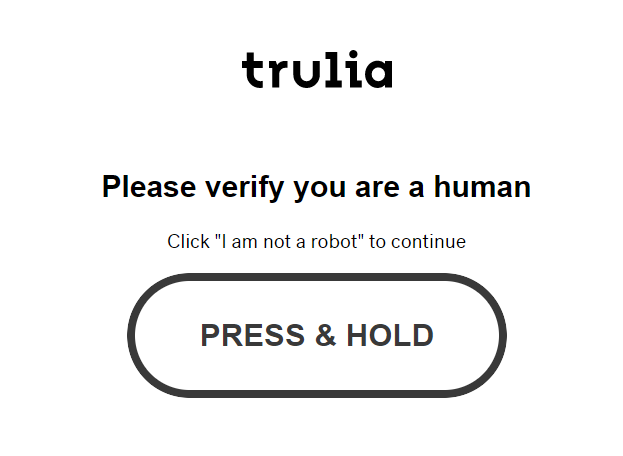 trulia
Please verify you are a human
Click "I am not a robot" to continue
PRESS & HOLD